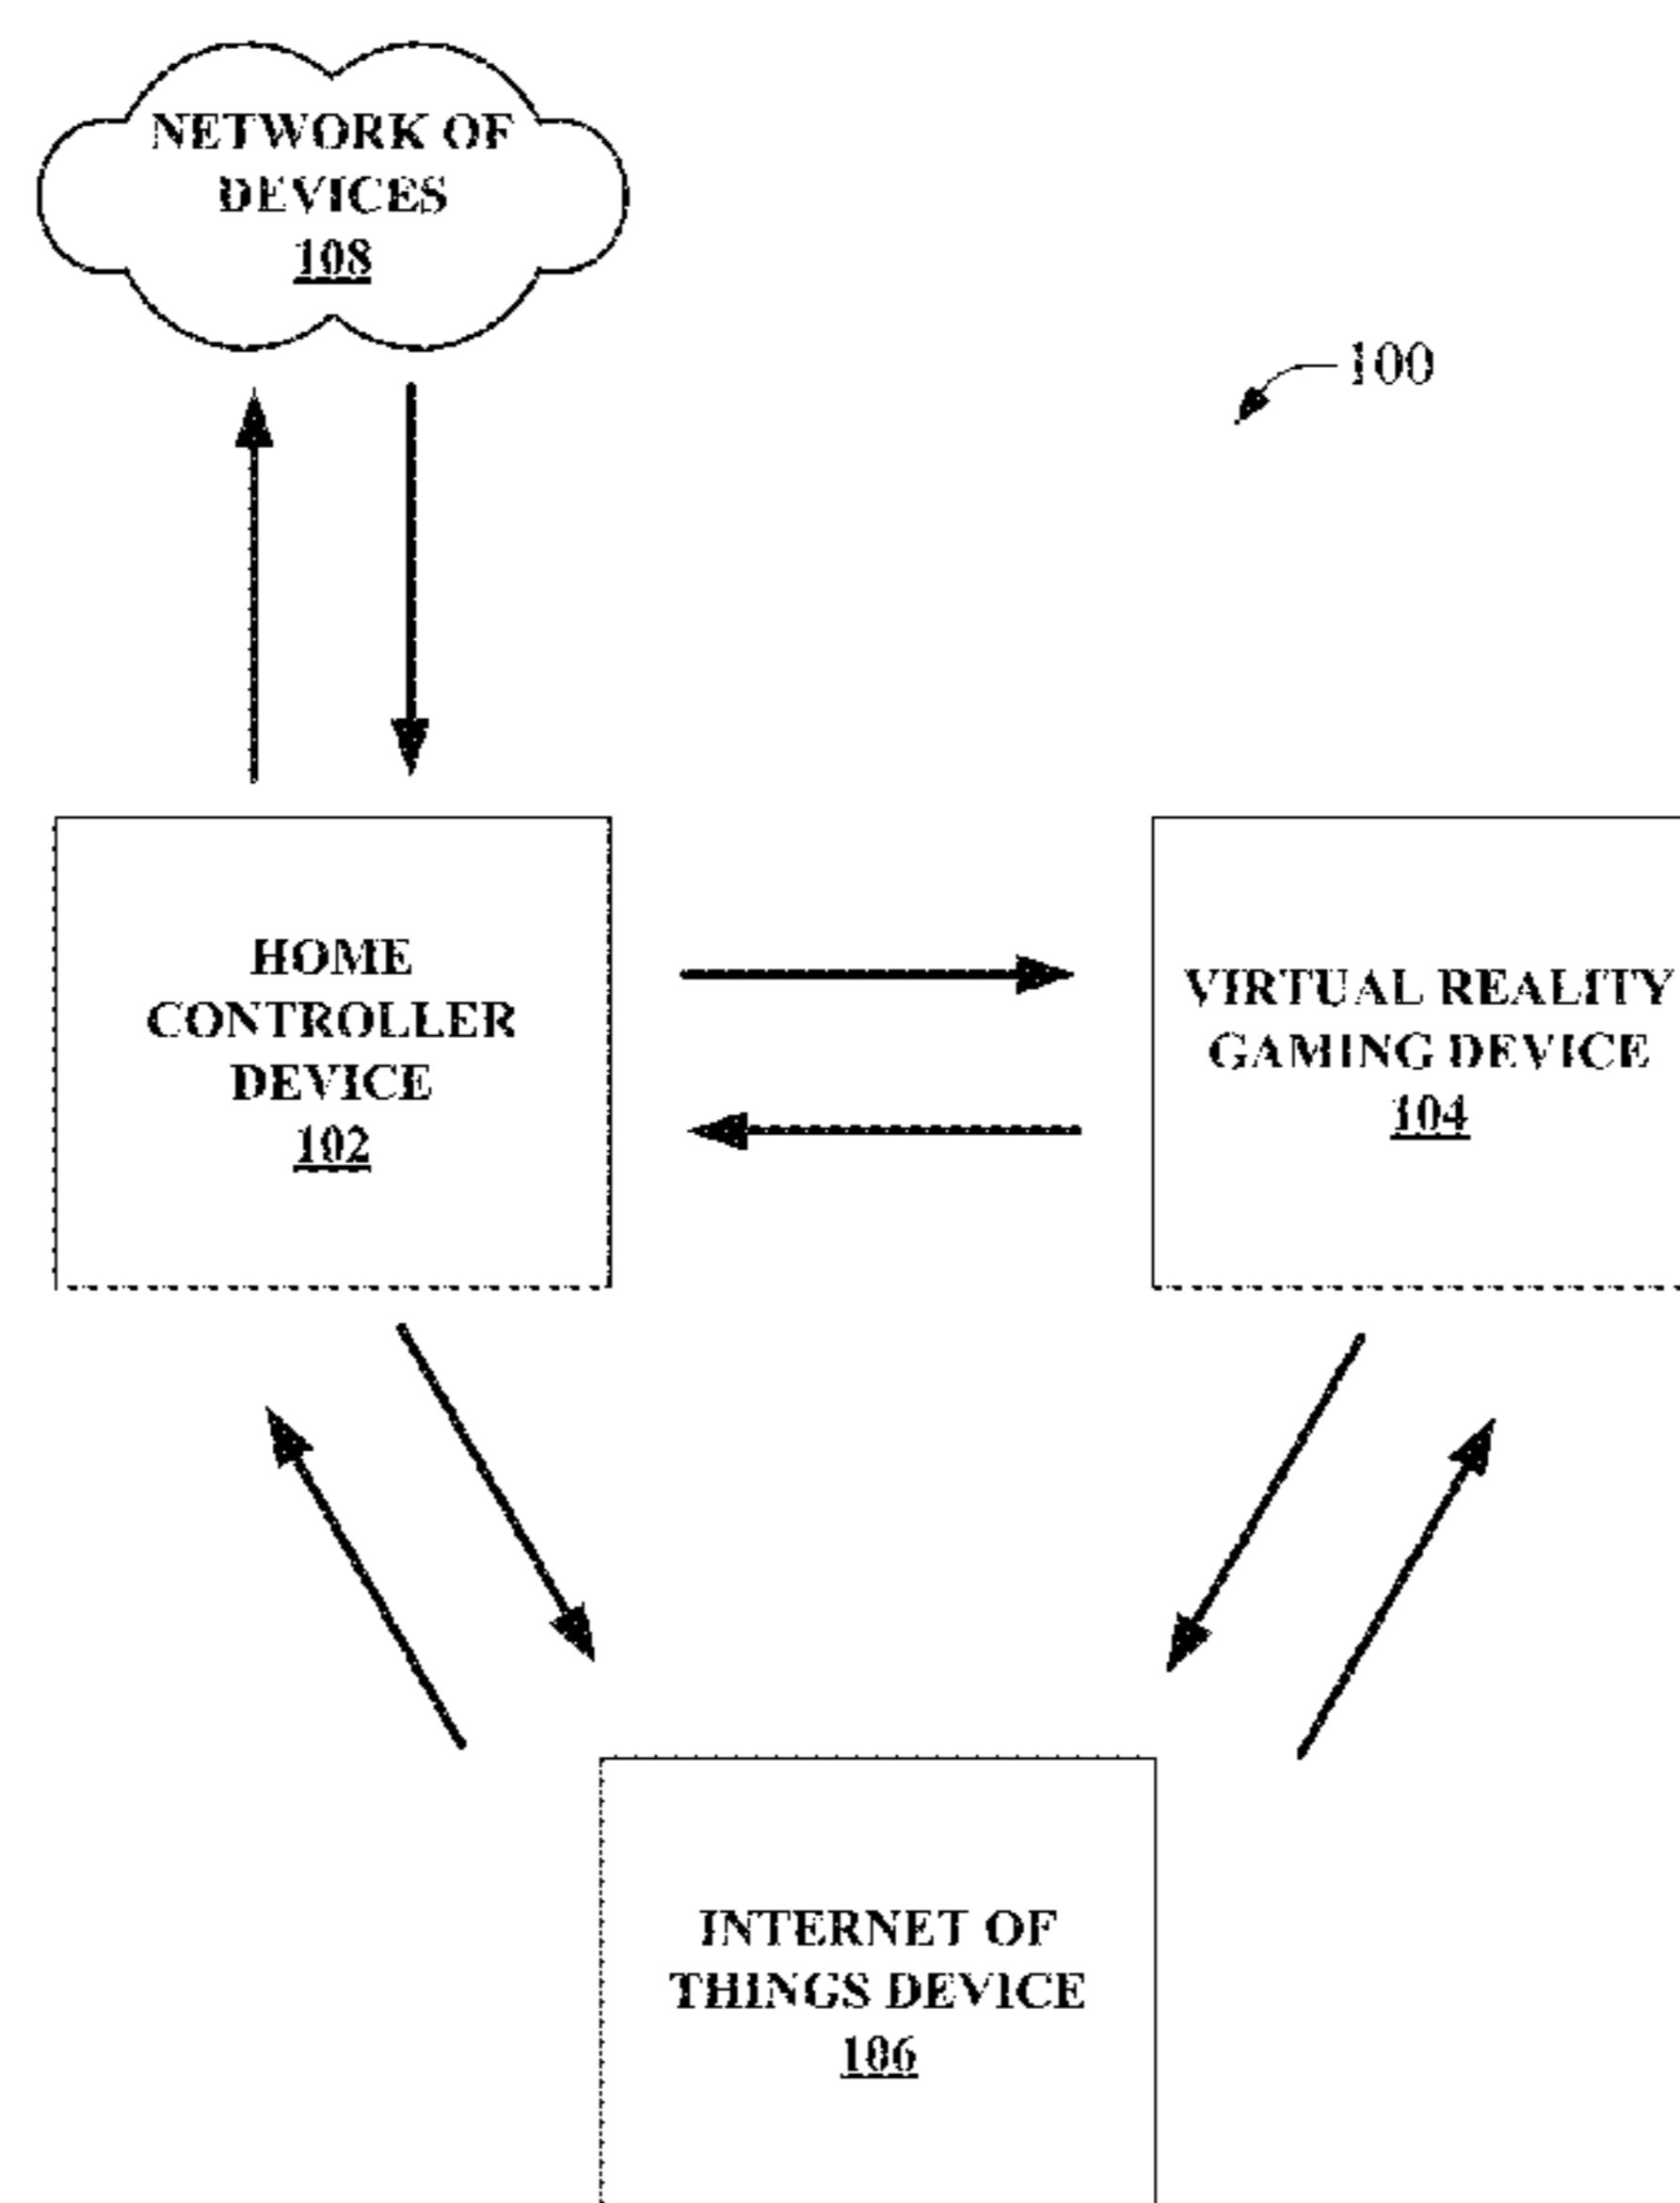 NETWORK OF
DEVICES
108
100
HOME
CONTROLLER
DEVICE
102
VIRTUAL REALITY
GAMING DEVICE
104
INTERNET OF
THINGS DEVICE
106